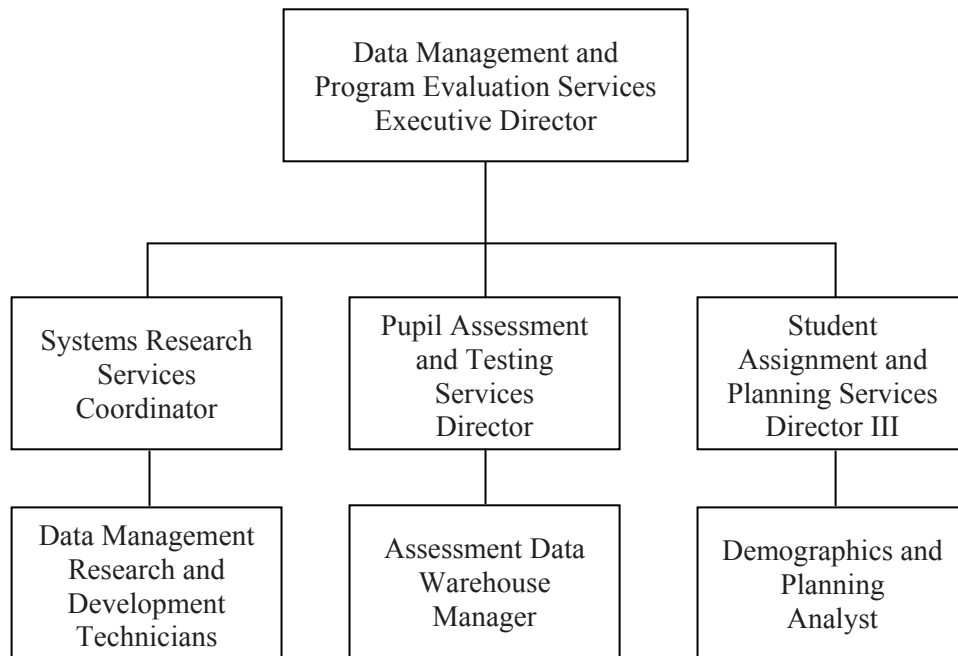 Data Management and
Program Evaluation Services
Executive Director
Systems Research
Services
Coordinator
Pupil Assessment
and Testing
Services
Director
Student
Assignment and
Planning Services
Director III
Data Management
Research and
Development
Technicians
Assessment Data
Warehouse
Manager
Demographics and
Planning
Analyst